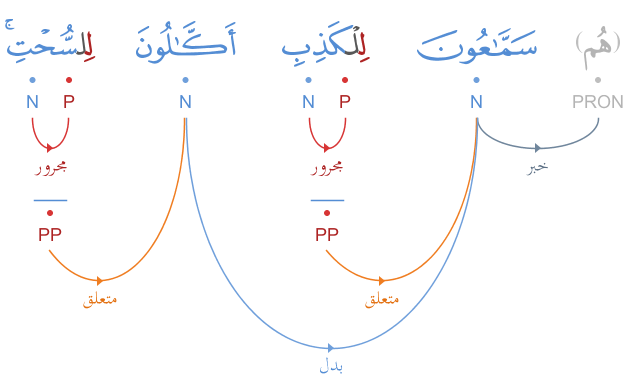 (هُم) سَمَّٰعُونَ لِلْكَذِبِ أَكَّٰلُونَ لِلسُّحْتِ ۚ
PRON N P N N P N
خبر مجرور مجرور
PP PP
متعلق متعلق
بدل